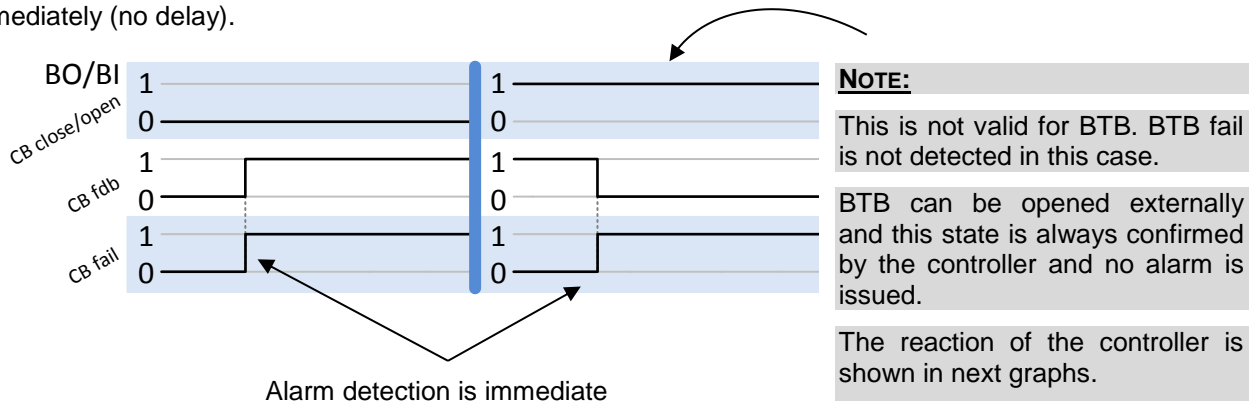 mediately (no delay).
BO/BI
CB close/open
1
0
1
0
CB fdb
1
0
1
0
CB fail
1
0
1
0
Alarm detection is immediate
NOTE:
This is not valid for BTB. BTB fail
is not detected in this case.
BTB can be opened externally
and this state is always confirmed
by the controller and no alarm is
issued.
The reaction of the controller is
shown in next graphs.